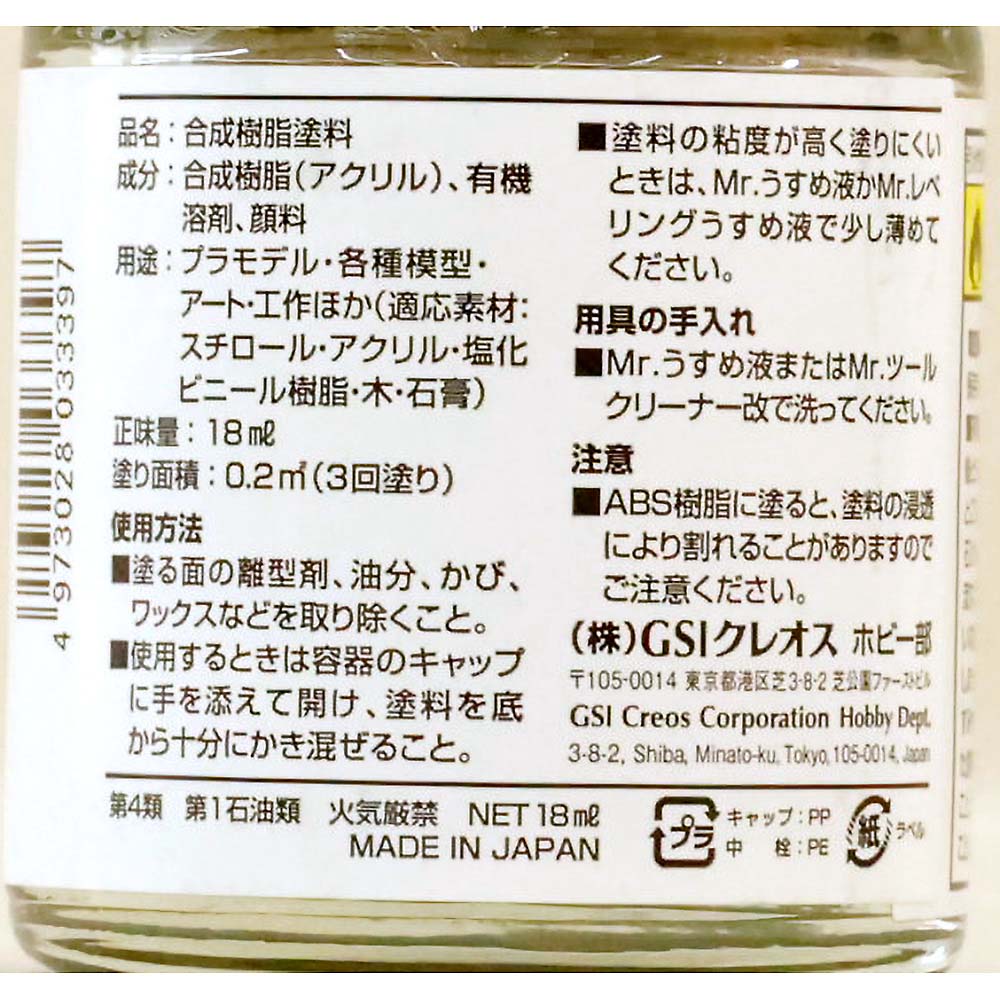 品名：合成樹脂塗料
成分：合成樹脂(アクリル)、有機
溶剤、顔料
用途：プラモデル・各種模型・
アート・工作ほか(適応素材：
スチロール・アクリル・塩化
ビニール樹脂・木・石膏)
正味量：18㎖
塗り面積：0.2㎡(3回塗り)
使用方法
■塗る面の離型剤、油分、かび、
ワックスなどを取り除くこと。
■使用するときは容器のキャップ
に手を添えて開け、塗料を底
から十分にかき混ぜること。
■塗料の粘度が高く塗りにくい
ときは、Mr.うすめ液かMr.レベ
リングうすめ液で少し薄めて
ください。
用具の手入れ
■Mr.うすめ液またはMr.ツール
クリーナー改で洗ってください。
注意
■ABS樹脂に塗ると、塗料の浸透
により割れることがありますので
ご注意ください。
(株)GSIクレオス ホビー部
〒105-0014 東京都港区芝3-8-2 芝公園ファーストビル
GSI Creos Corporation Hobby Dept.
3-8-2, Shiba, Minato-ku, Tokyo, 105-0014, Japan
第4類 第1石油類 火気厳禁 NET 18㎖
MADE IN JAPAN
プラ
キャップ：PP
中栓：PE
紙
ラベル
4973028033397